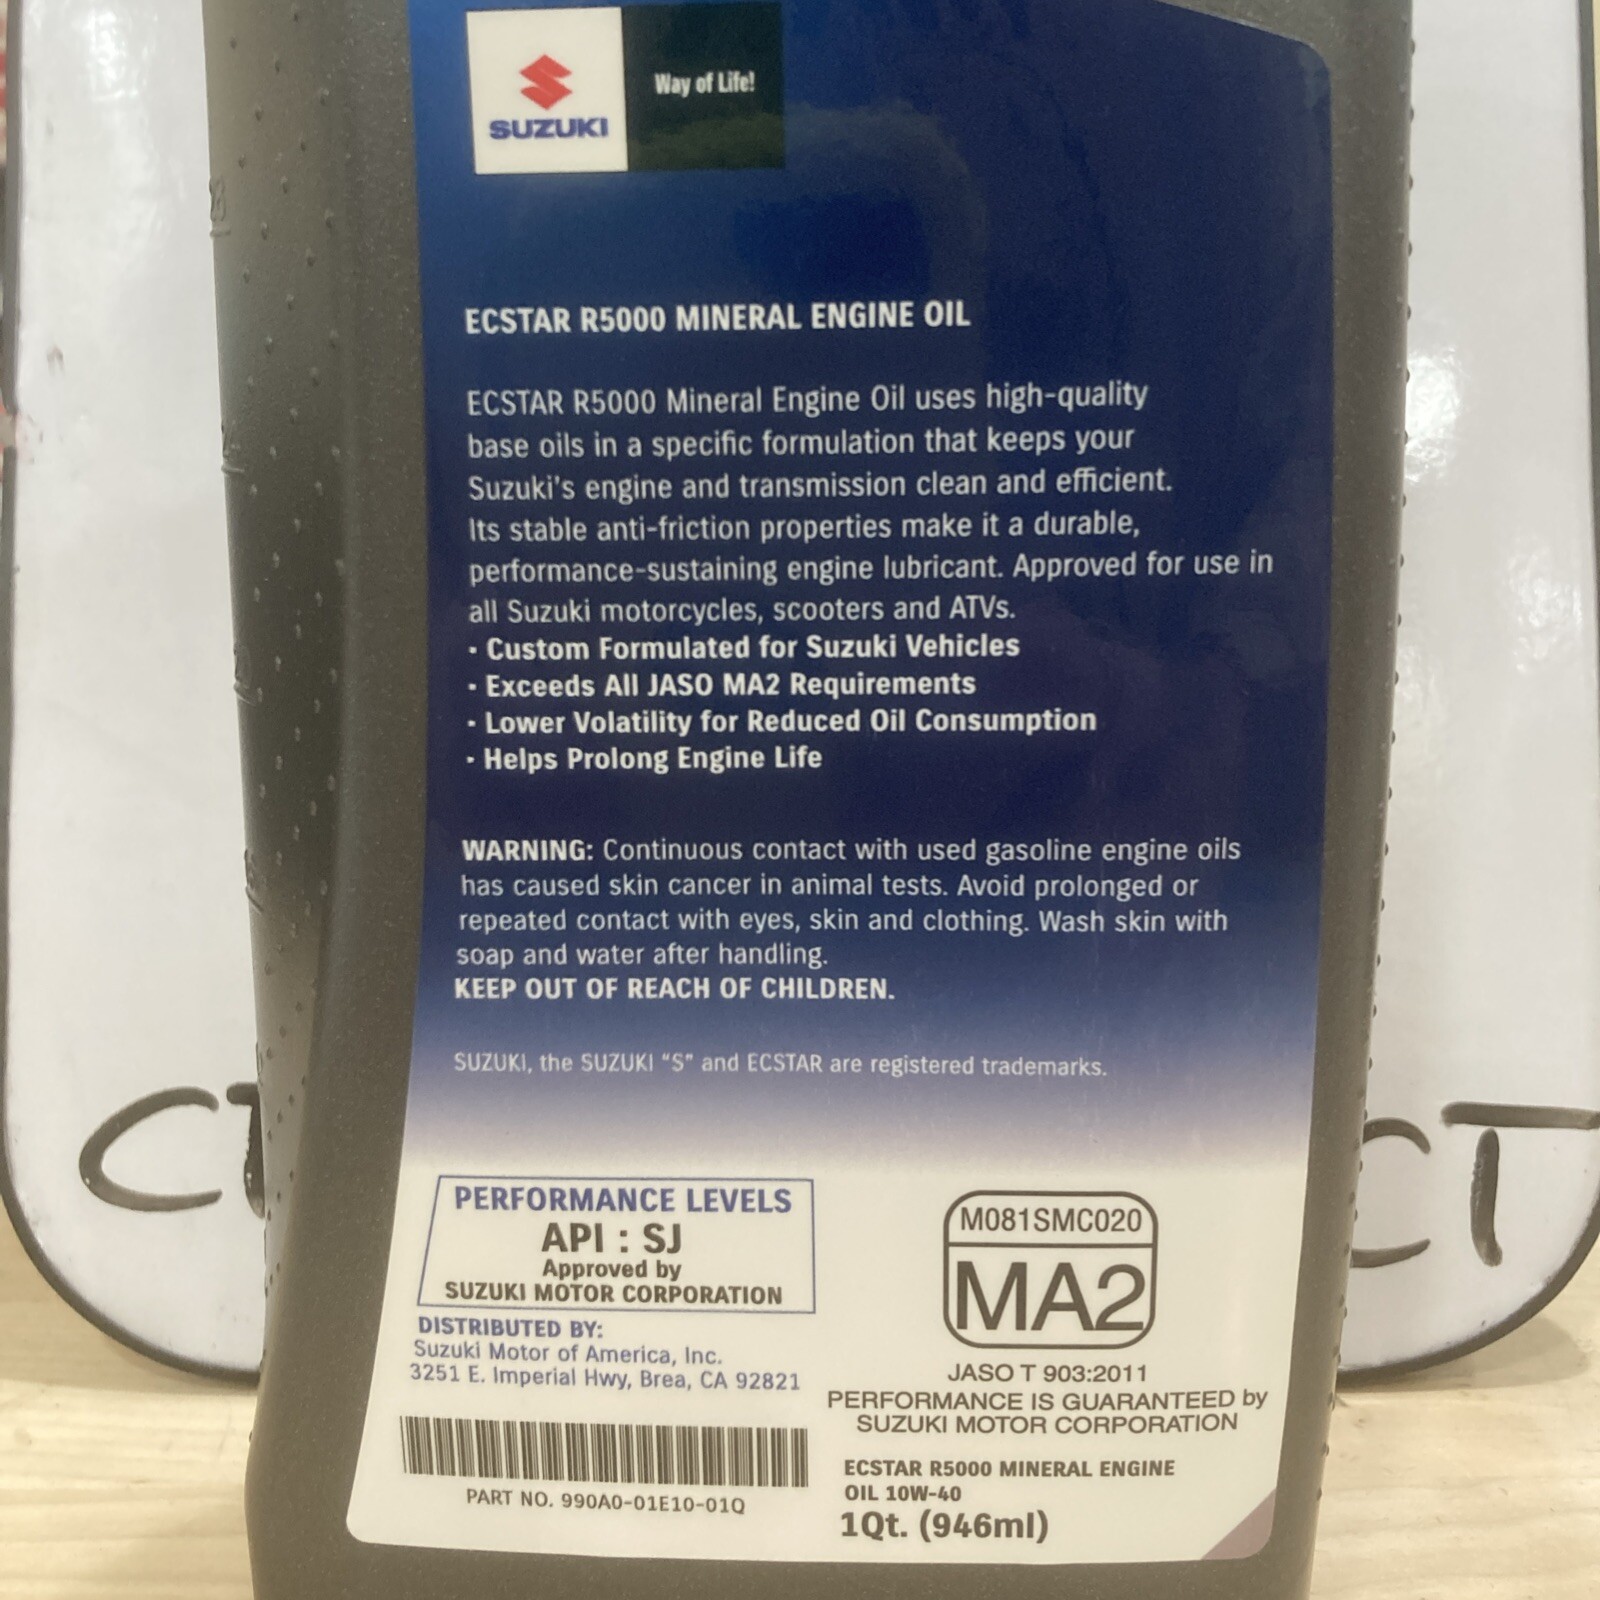 SUZUKI
Way of Life!
ECSTAR R5000 MINERAL ENGINE OIL
ECSTAR R5000 Mineral Engine Oil uses high-quality
base oils in a specific formulation that keeps your
Suzuki's engine and transmission clean and efficient.
Its stable anti-friction properties make it a durable,
performance-sustaining engine lubricant. Approved for use in
all Suzuki motorcycles, scooters and ATVs.
· Custom Formulated for Suzuki Vehicles
· Exceeds All JASO MA2 Requirements
· Lower Volatility for Reduced Oil Consumption
· Helps Prolong Engine Life
WARNING: Continuous contact with used gasoline engine oils
has caused skin cancer in animal tests. Avoid prolonged or
repeated contact with eyes, skin and clothing. Wash skin with
soap and water after handling.
KEEP OUT OF REACH OF CHILDREN.
SUZUKI, the SUZUKI “S” and ECSTAR are registered trademarks.
PERFORMANCE LEVELS
API : SJ
Approved by
SUZUKI MOTOR CORPORATION
DISTRIBUTED BY:
Suzuki Motor of America, Inc.
3251 E. Imperial Hwy, Brea, CA 92821
PART NO. 990A0-01E10-01Q
M081SMC020
MA2
JASO T 903:2011
PERFORMANCE IS GUARANTEED by
SUZUKI MOTOR CORPORATION
ECSTAR R5000 MINERAL ENGINE
OIL 10W-40
1Qt. (946ml)